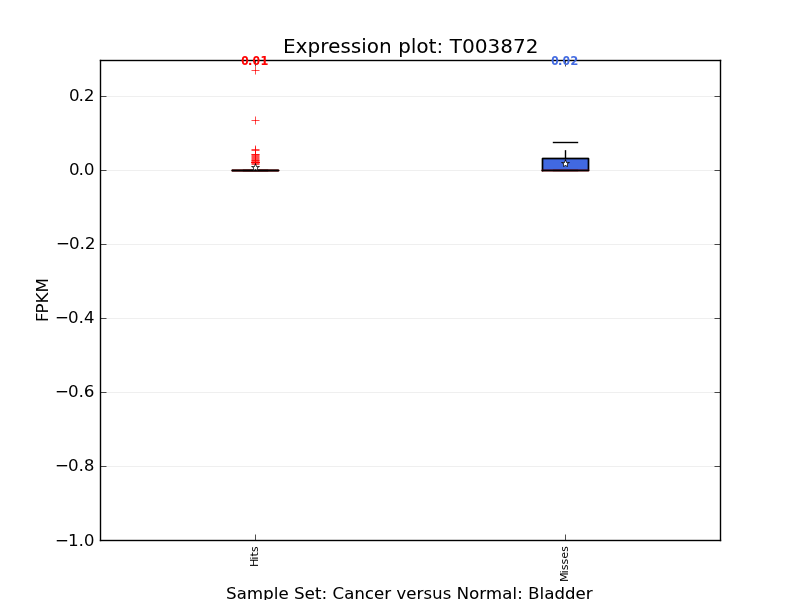 Expression plot: T003872
0.01
0.02
0.2
0.0
−0.2
−0.4
−0.6
−0.8
−1.0
FPKM
Hits
Misses
Sample Set: Cancer versus Normal: Bladder